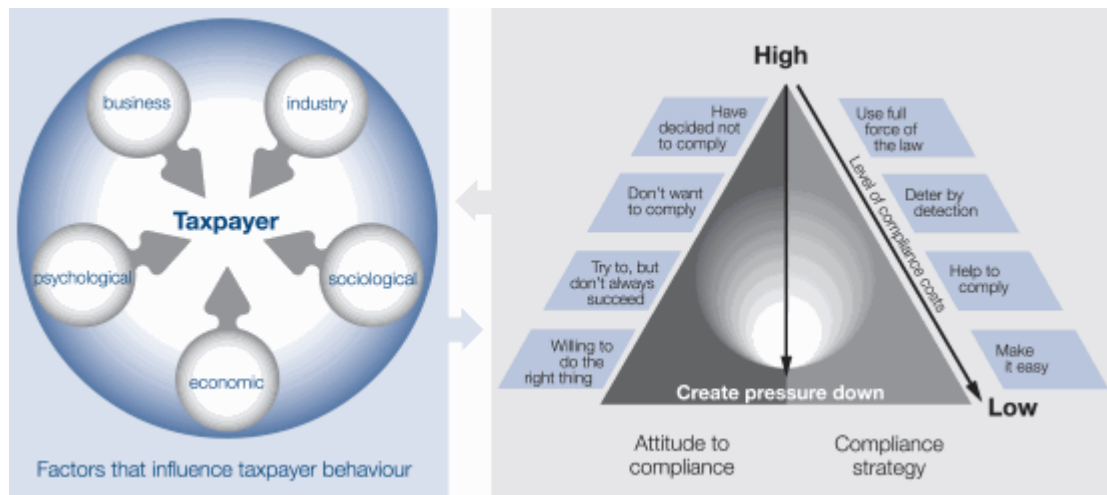 business
industry
Taxpayer
psychological
sociological
economic
Factors that influence taxpayer behaviour
High
Have
decided not
to comply
Use full
force of
the law
Don't want
to comply
Deter by
detection
Try to, but
don't always
succeed
Help to
comply
Willing to
do the
right thing
Make
it easy
Level of compliance costs
Create pressure down
Low
Attitude to
compliance
Compliance
strategy